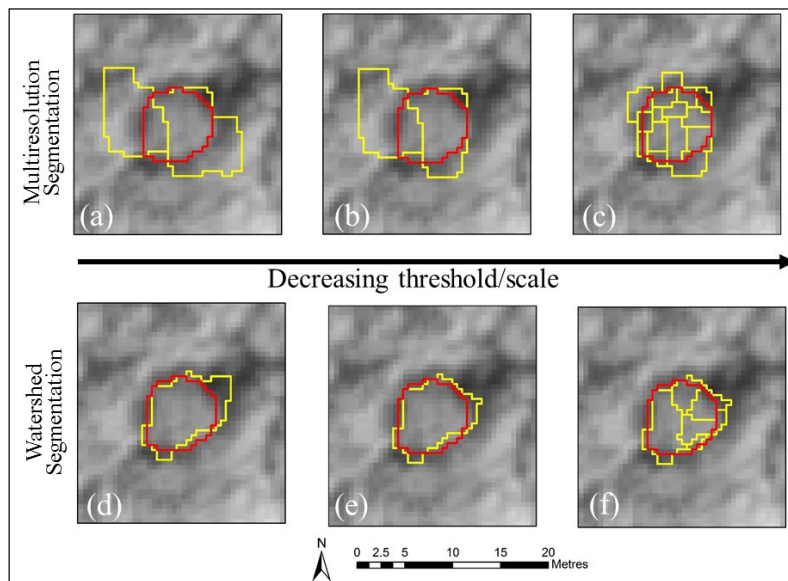 Multiresolution
Segmentation
(a)
(b)
(c)
Decreasing threshold/scale
Watershed
Segmentation
(d)
(e)
(f)
N
0 2.5 5 10 15 20
Metres